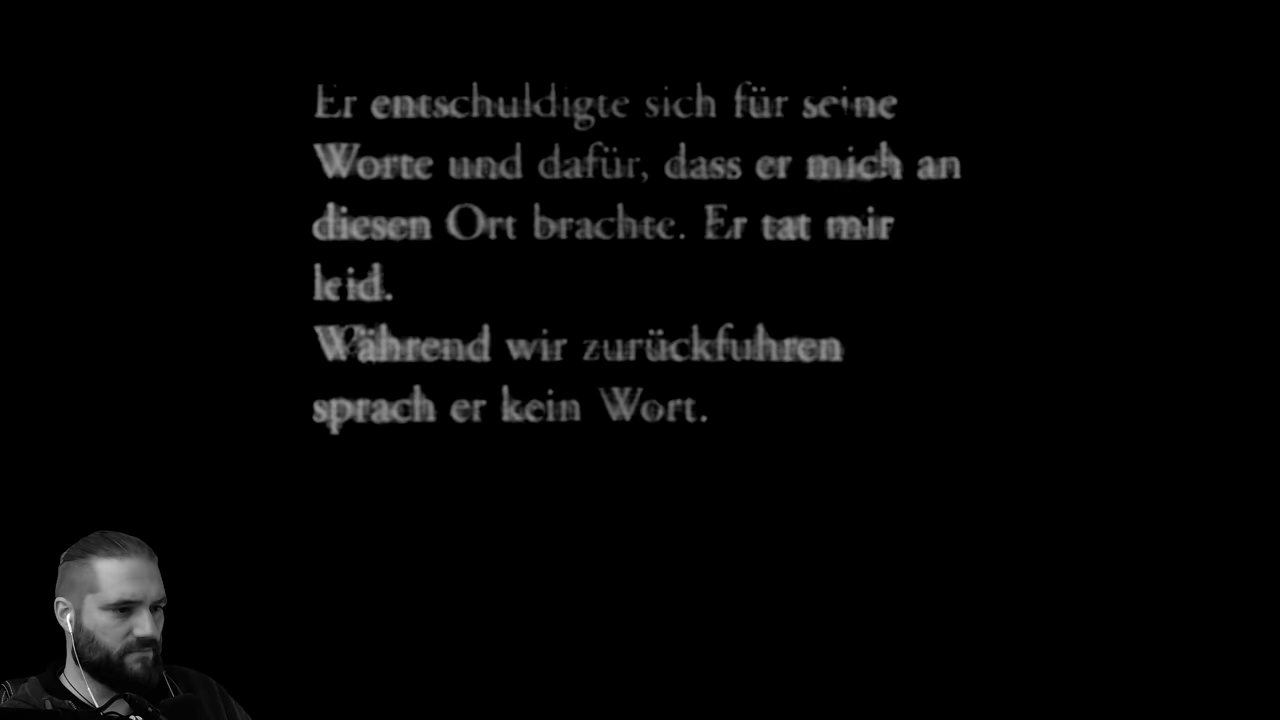 Er entschuldigte sich für seine
Worte und dafür, dass er mich an
diesen Ort brachte. Er tat mir
leid.
Während wir zurückfuhren
sprach er kein Wort.